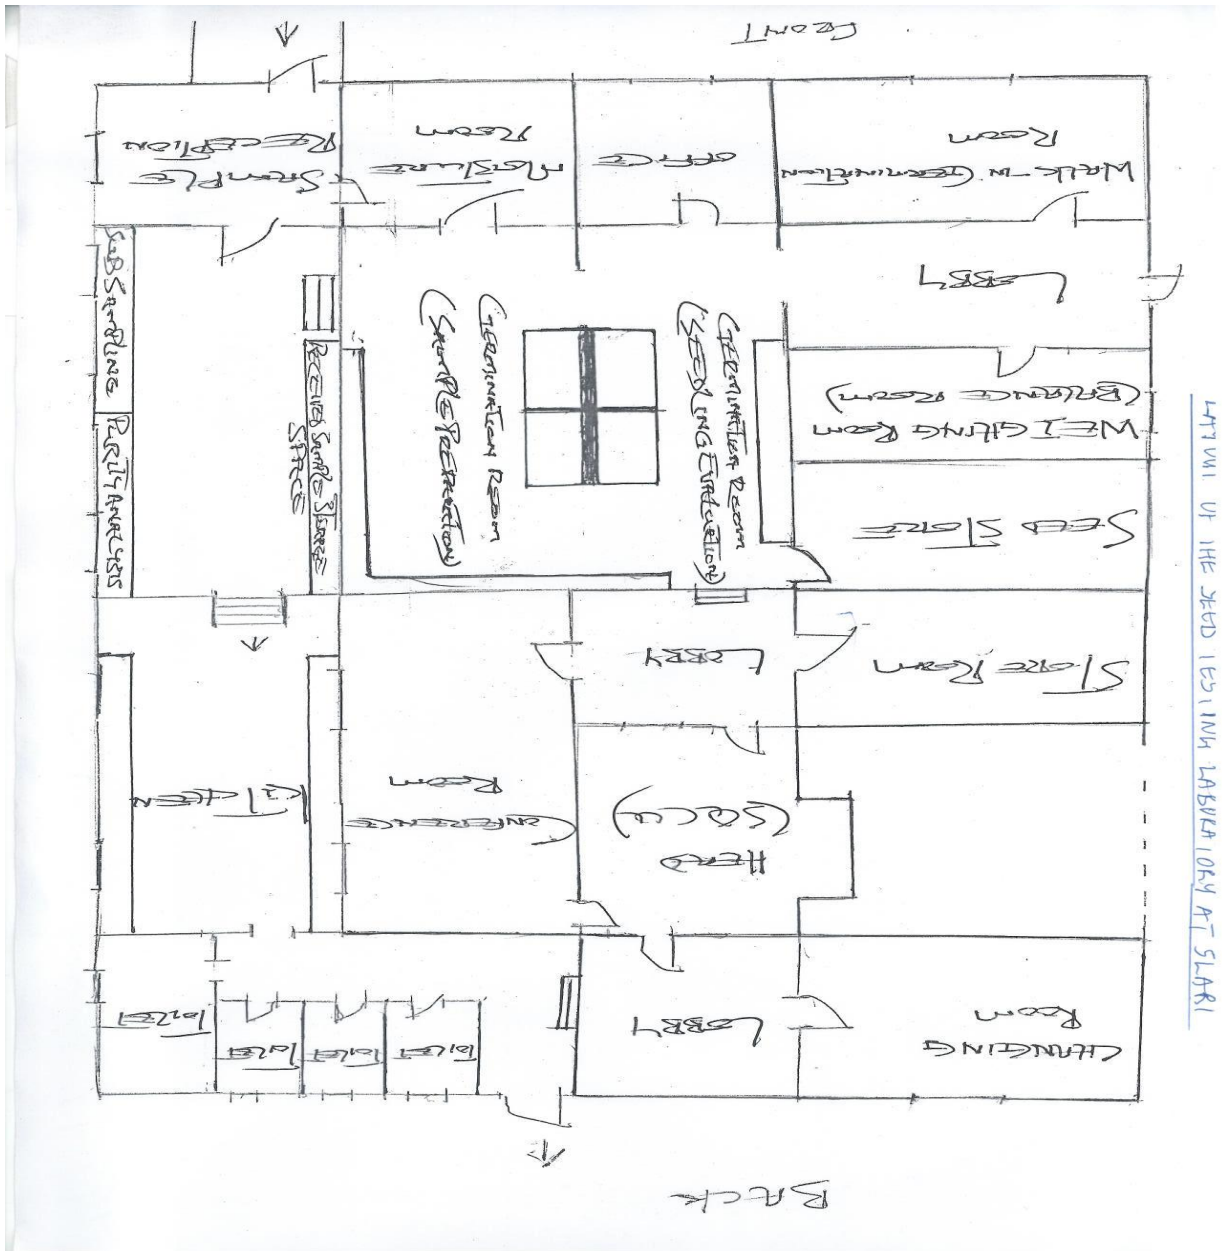 FRONT
SAMPLE
RECEPTION
MOISTURE
ROOM
OFFICE
WALK-IN GERMINATION
ROOM
LOBBY
SUB SAMPLING
PURITY ANALYSIS
RECEIVED SAMPLE STORAGE
SPACE
GERMINATION ROOM
(SAMPLE PREPARATION)
GERMINATION ROOM
(SEEDLING EVALUATION)
WEIGHING ROOM
(BALANCE ROOM)
SEED STORE
LOBBY
STORE ROOM
KITCHEN
CONFERENCE
ROOM
HEAD
(SQCU)
TOILET
TOILET
TOILET
TOILET
LOBBY
CHANGING
ROOM
BACK
LAYOUT OF THE SEED TESTING LABORATORY AT SLARI